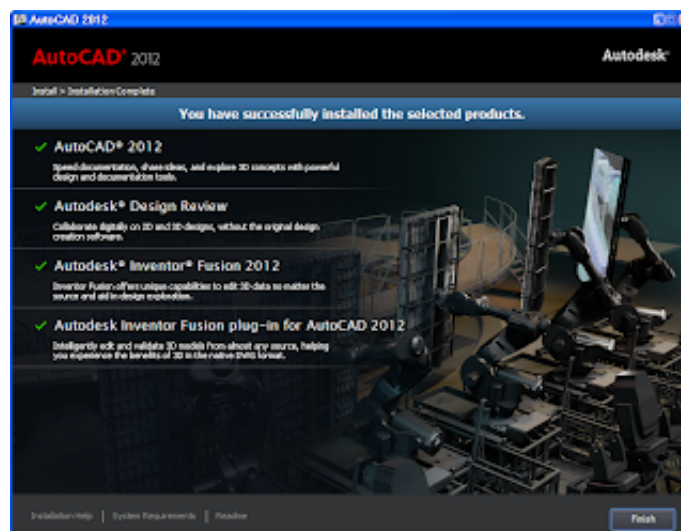 AutoCAD 2012
AutoCAD® 2012
Autodesk®
Install > Installation Complete
You have successfully installed the selected products.
AutoCAD® 2012
Speed documentation, share ideas, and explore 3D concepts with powerful
design and documentation tools.
Autodesk® Design Review
Collaborate digitally on 2D and 3D designs, without the original design
creation software.
Autodesk® Inventor® Fusion 2012
Inventor Fusion offers unique capabilities to edit 3D data no matter the
source and aid in design exploration.
Autodesk Inventor Fusion plug-in for AutoCAD 2012
Intelligently edit and validate 3D models from almost any source, helping
you experience the benefits of 3D in the native DWG format.
Installation Help | System Requirements | Readme
Finish